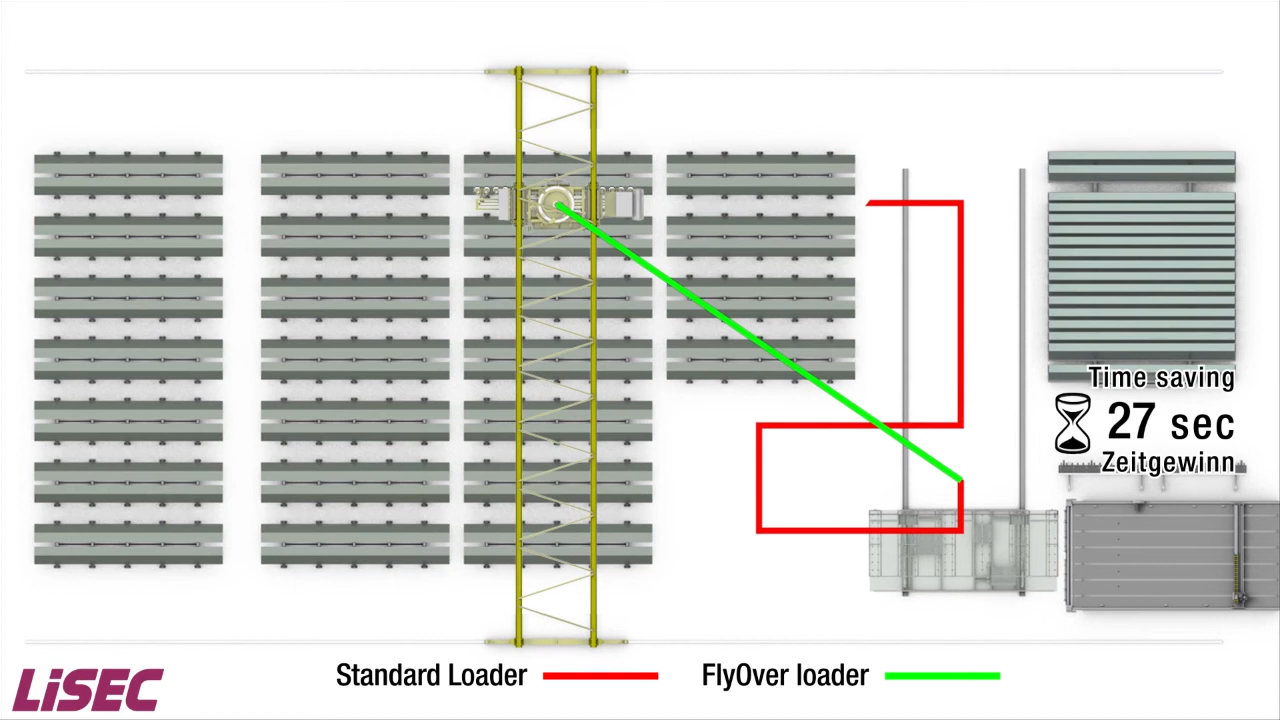 Time saving
27 sec
Zeitgewinn
Standard Loader
FlyOver loader
LiSEC